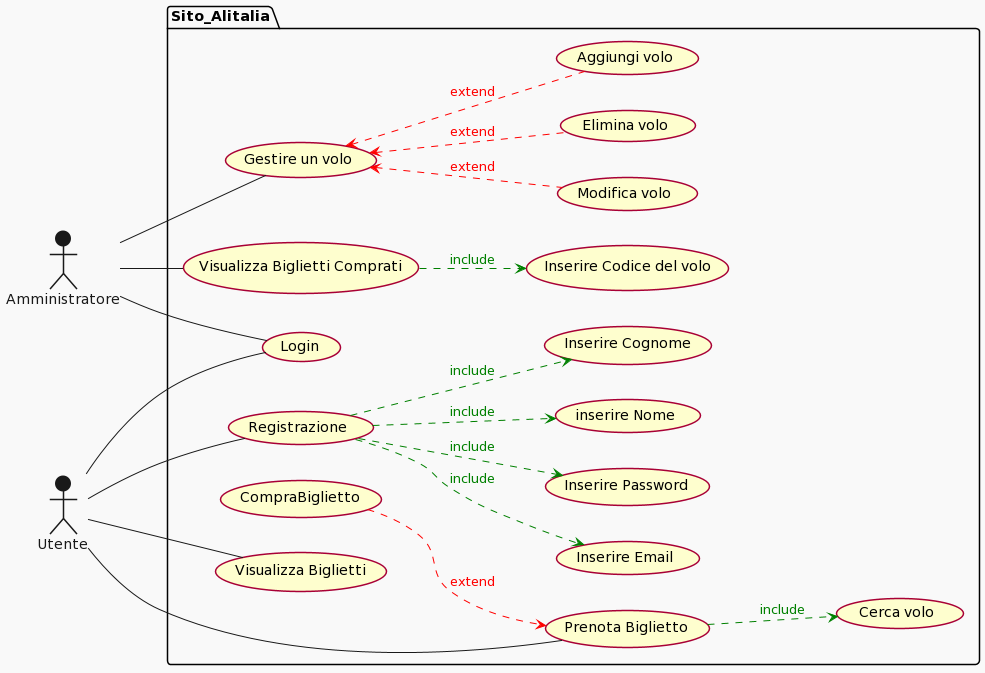 Sito_Alitalia
Aggiungi volo
extend
Elimina volo
extend
Gestire un volo
extend
Modifica volo
Visualizza Biglietti Comprati
include
Inserire Codice del volo
Amministratore
Login
Inserire Cognome
include
include
inserire Nome
Registrazione
include
include
Inserire Password
CompraBiglietto
Utente
Inserire Email
Visualizza Biglietti
extend
include
Cerca volo
Prenota Biglietto